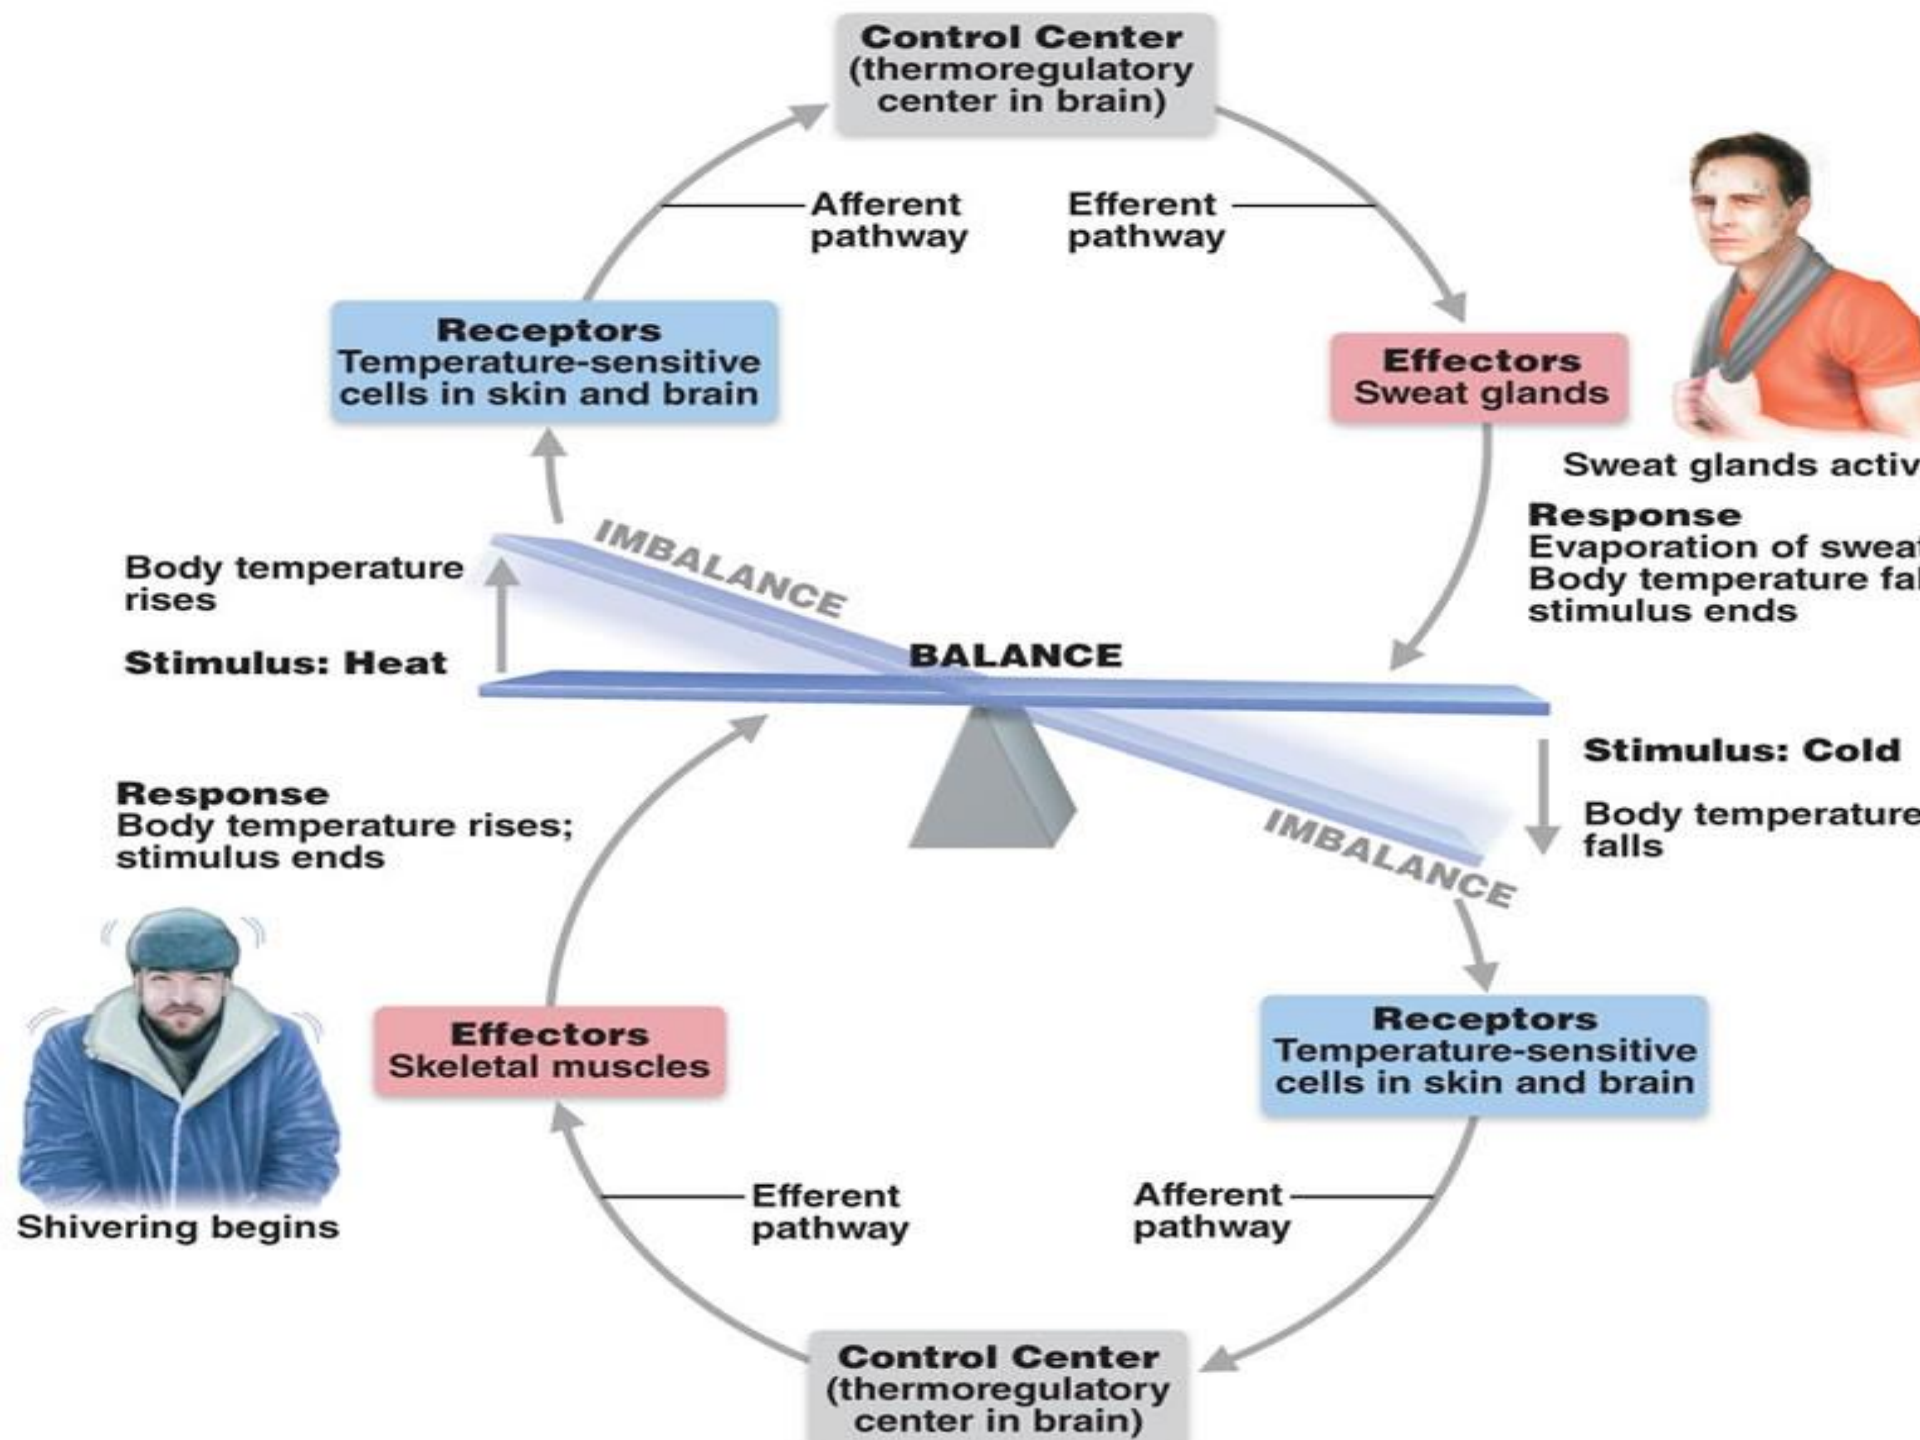 Control Center
(thermoregulatory
center in brain)
Afferent
pathway
Efferent
pathway
Receptors
Temperature-sensitive
cells in skin and brain
Effectors
Sweat glands
Sweat glands
Response
Evaporation of
Body temperature
stimulus ends
IMBALANCE
Body temperature
rises
Stimulus: Heat
BALANCE
Stimulus: Cold
Body temperature
falls
IMBALANCE
Response
Body temperature rises;
stimulus ends
Shivering begins
Effectors
Skeletal muscles
Receptors
Temperature-sensitive
cells in skin and brain
Efferent
pathway
Afferent
pathway
Control Center
(thermoregulatory
center in brain)